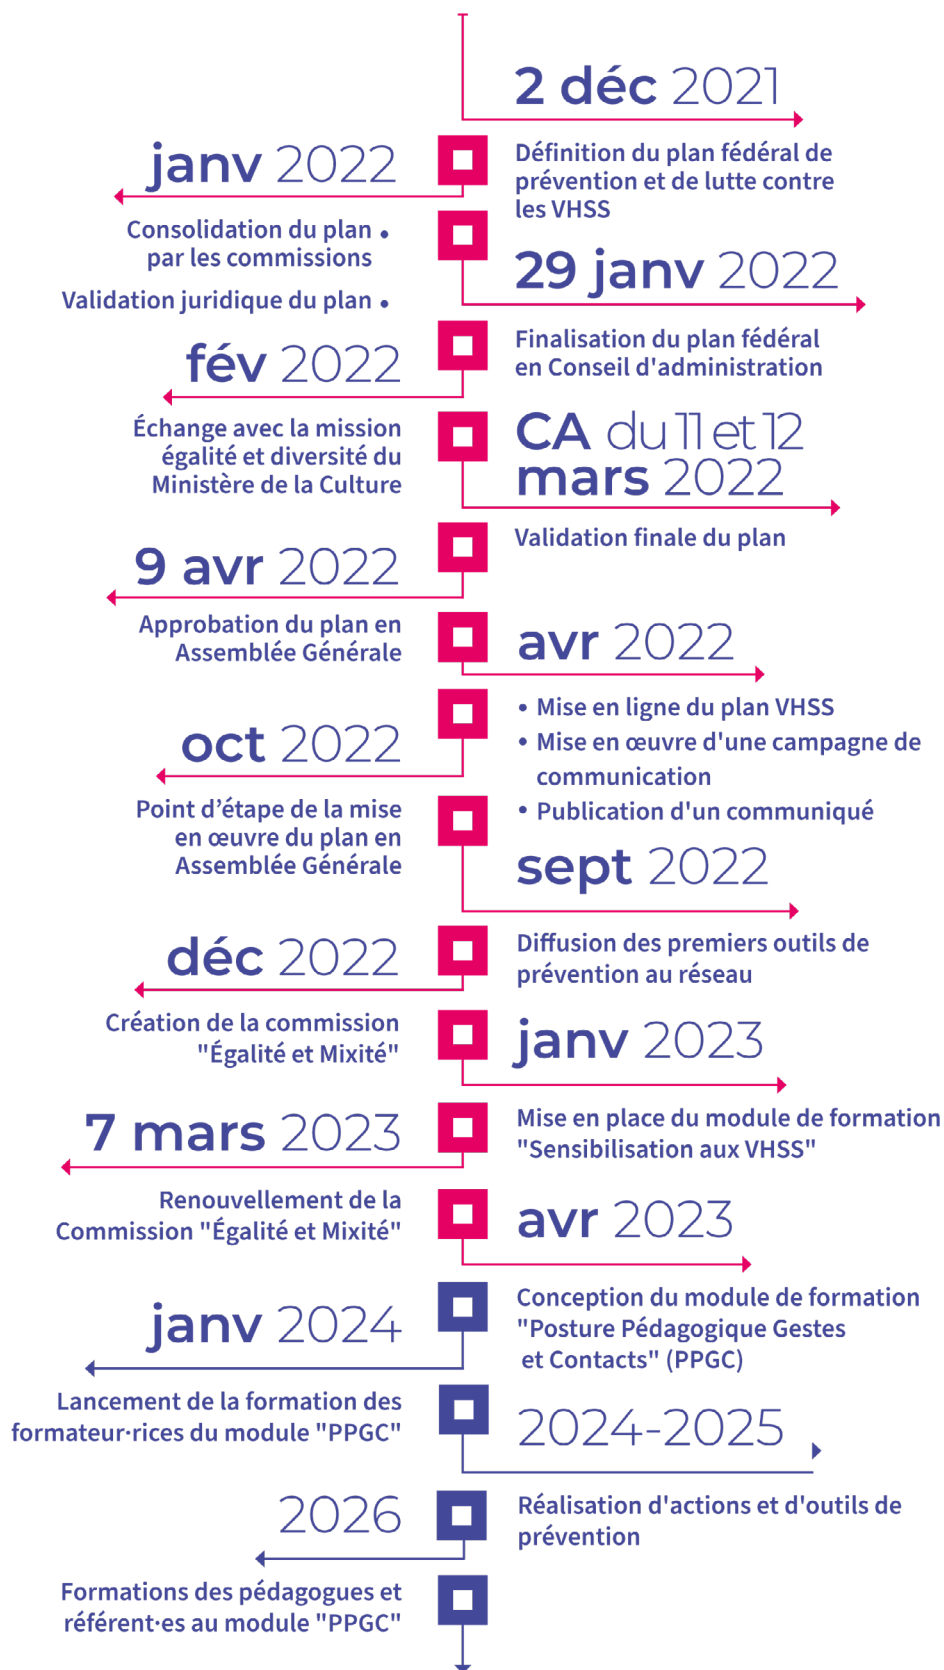 2 déc 2021
Définition du plan fédéral de
prévention et de lutte contre
les VHSS
janv 2022
Consolidation du plan •
par les commissions
Validation juridique du plan •
29 janv 2022
Finalisation du plan fédéral
en Conseil d'administration
fév 2022
Échange avec la mission
égalité et diversité du
Ministère de la Culture
CA du 11 et 12
mars 2022
Validation finale du plan
9 avr 2022
Approbation du plan en
Assemblée Générale
avr 2022
• Mise en ligne du plan VHSS
• Mise en œuvre d'une campagne de
communication
• Publication d'un communiqué
oct 2022
Point d’étape de la mise
en œuvre du plan en
Assemblée Générale
sept 2022
Diffusion des premiers outils de
prévention au réseau
déc 2022
Création de la commission
"Égalité et Mixité"
janv 2023
Mise en place du module de formation
"Sensibilisation aux VHSS"
7 mars 2023
Renouvellement de la
Commission "Égalité et Mixité"
avr 2023
Conception du module de formation
"Posture Pédagogique Gestes
et Contacts" (PPGC)
janv 2024
Lancement de la formation des
formateur·rices du module "PPGC"
2024-2025
Réalisation d'actions et d'outils de
prévention
2026
Formations des pédagogues et
référent·es au module "PPGC"